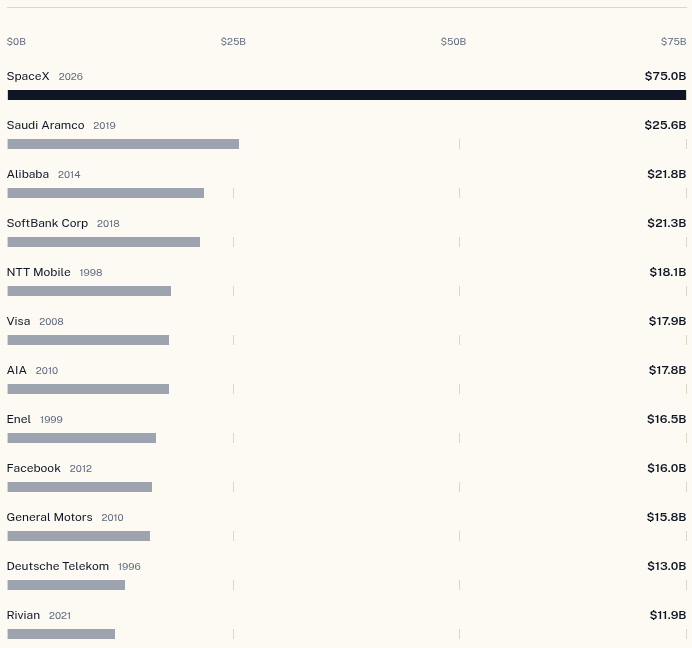 $0B $25B $50B $75B
SpaceX 2026 $75.0B
Saudi Aramco 2019 $25.6B
Alibaba 2014 $21.8B
SoftBank Corp 2018 $21.3B
NTT Mobile 1998 $18.1B
Visa 2008 $17.9B
AIA 2010 $17.8B
Enel 1999 $16.5B
Facebook 2012 $16.0B
General Motors 2010 $15.8B
Deutsche Telekom 1996 $13.0B
Rivian 2021 $11.9B